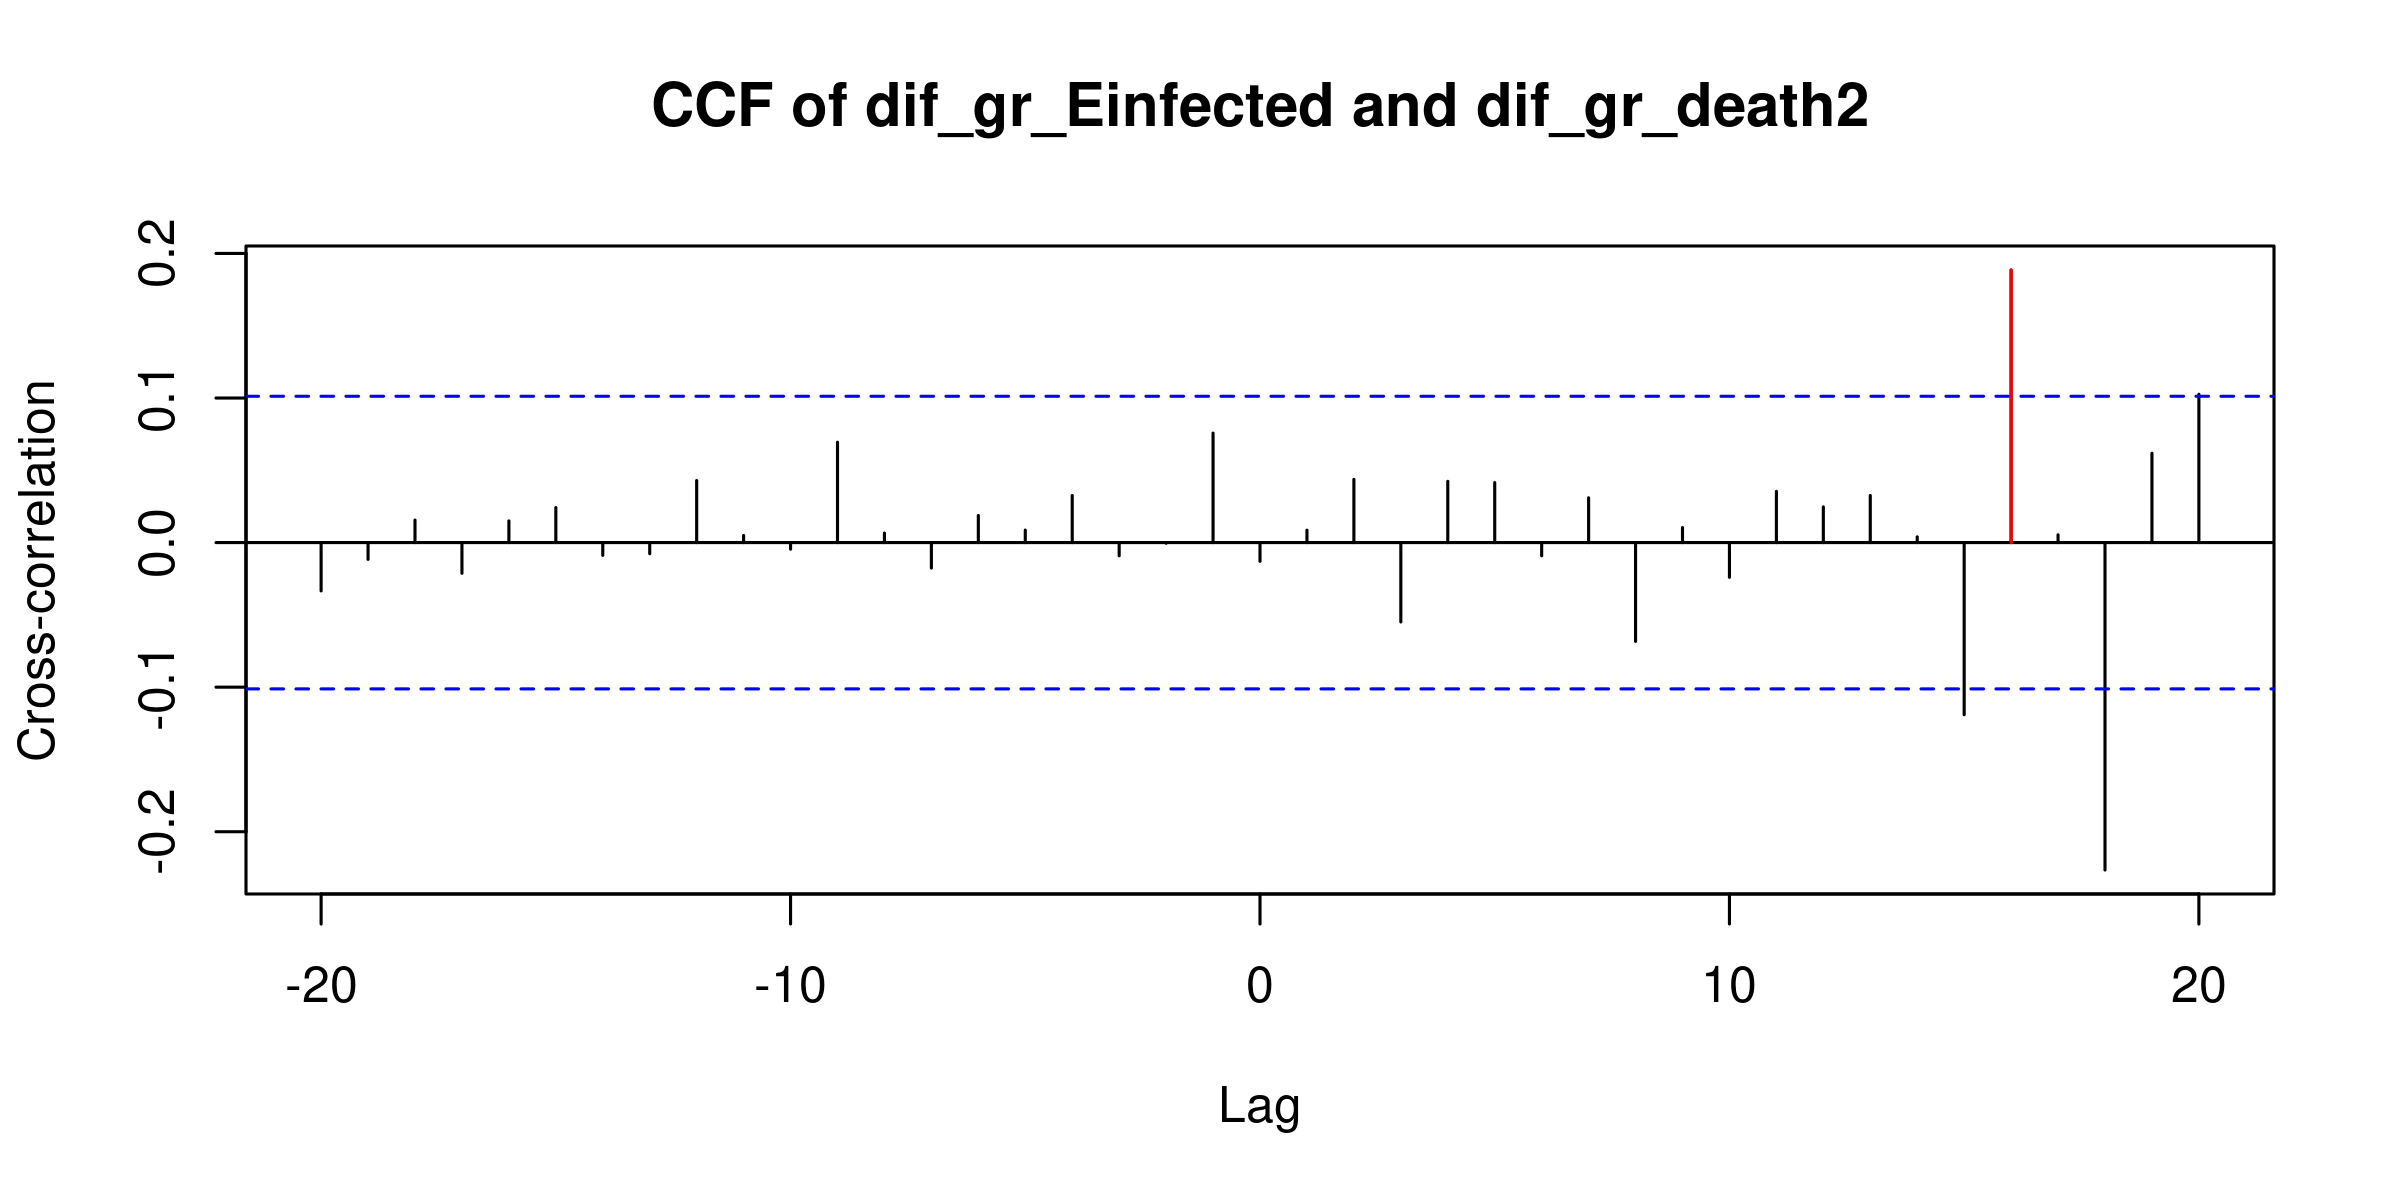 CCF of dif_gr_Einfected and dif_gr_death2
Cross-correlation
0.2
0.1
0.0
-0.1
-0.2
-20 -10 0 10 20
Lag